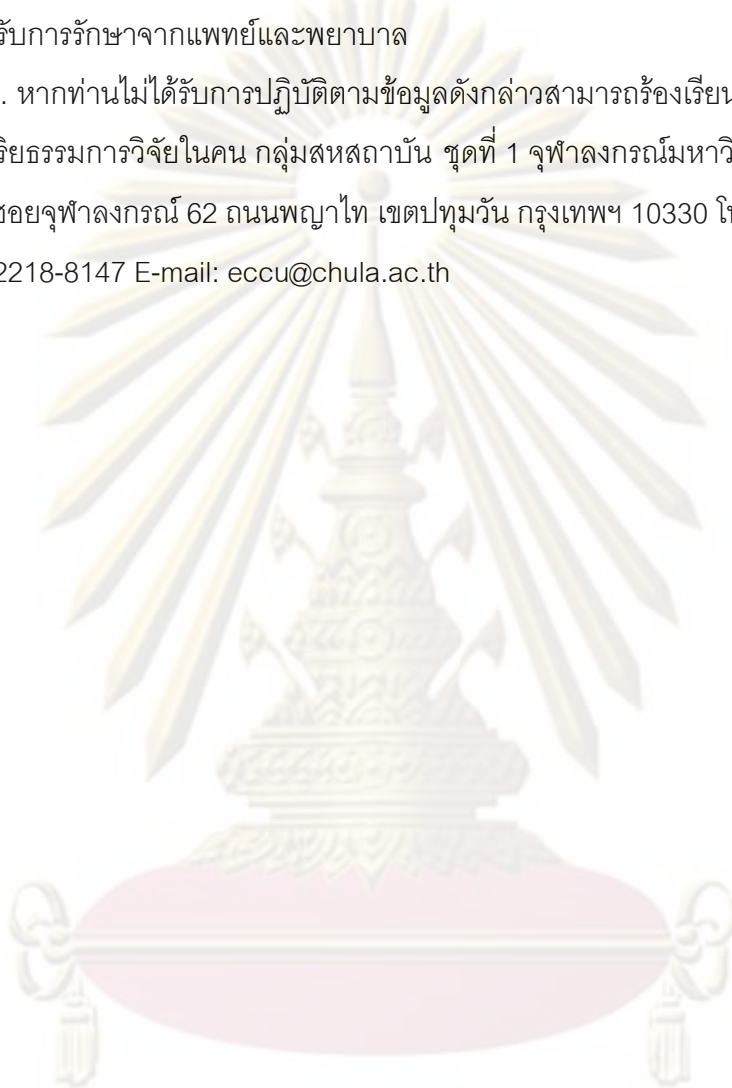 รับการรักษาจากแพทย์และพยาบาล
. หากท่านไม่ได้รับการปฏิบัติตามข้อมูลดังกล่าวสามารถร้องเรียน
ริยธรรมการวิจัยในคน กลุ่มสหสถาบัน ชุดที่ 1 จุฬาลงกรณ์มหาวิ
ซอยจุฬาลงกรณ์ 62 ถนนพญาไท เขตปทุมวัน กรุงเทพฯ 10330 โ
2218-8147 E-mail: eccu@chula.ac.th